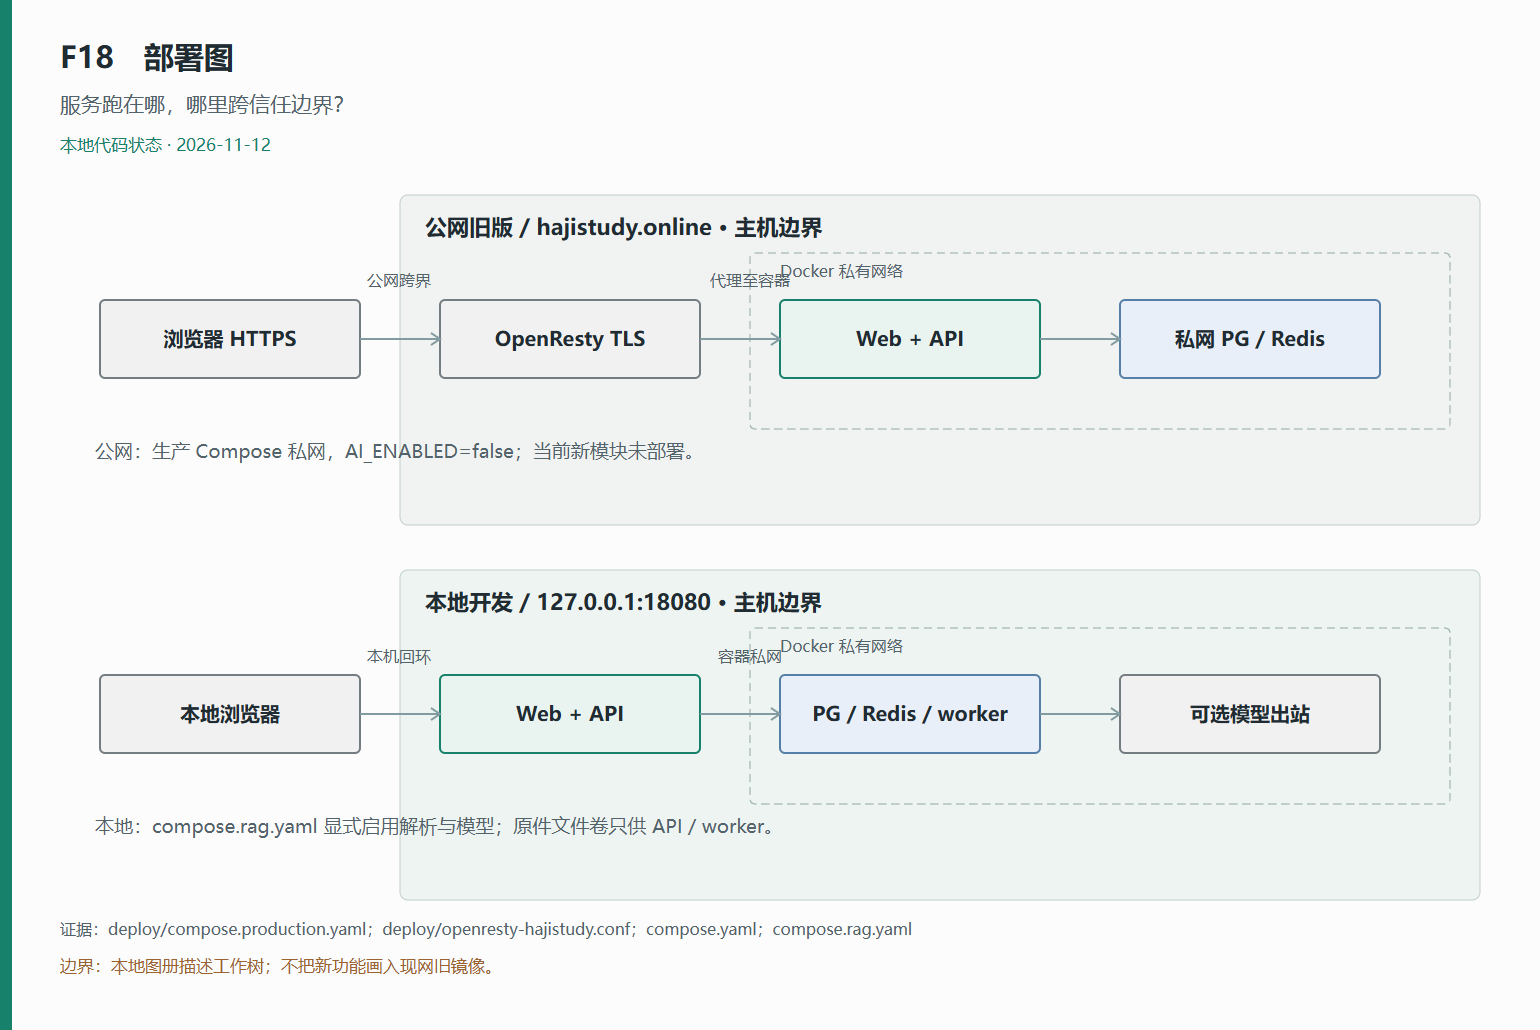 F18 部署图
服务跑在哪，哪里跨信任边界？
本地代码状态 · 2026-11-12
公网旧版 / hajistudy.online • 主机边界
Docker 私有网络
公网跨界
代理至容器
浏览器 HTTPS
OpenResty TLS
Web + API
私网 PG / Redis
公网：生产 Compose 私网，AI_ENABLED=false；当前新模块未部署。
本地开发 / 127.0.0.1:18080 • 主机边界
Docker 私有网络
本机回环
容器私网
本地浏览器
Web + API
PG / Redis / worker
可选模型出站
本地：compose.rag.yaml 显式启用解析与模型；原件文件卷只供 API / worker。
证据：deploy/compose.production.yaml；deploy/openresty-hajistudy.conf；compose.yaml；compose.rag.yaml
边界：本地图册描述工作树；不把新功能画入现网旧镜像。